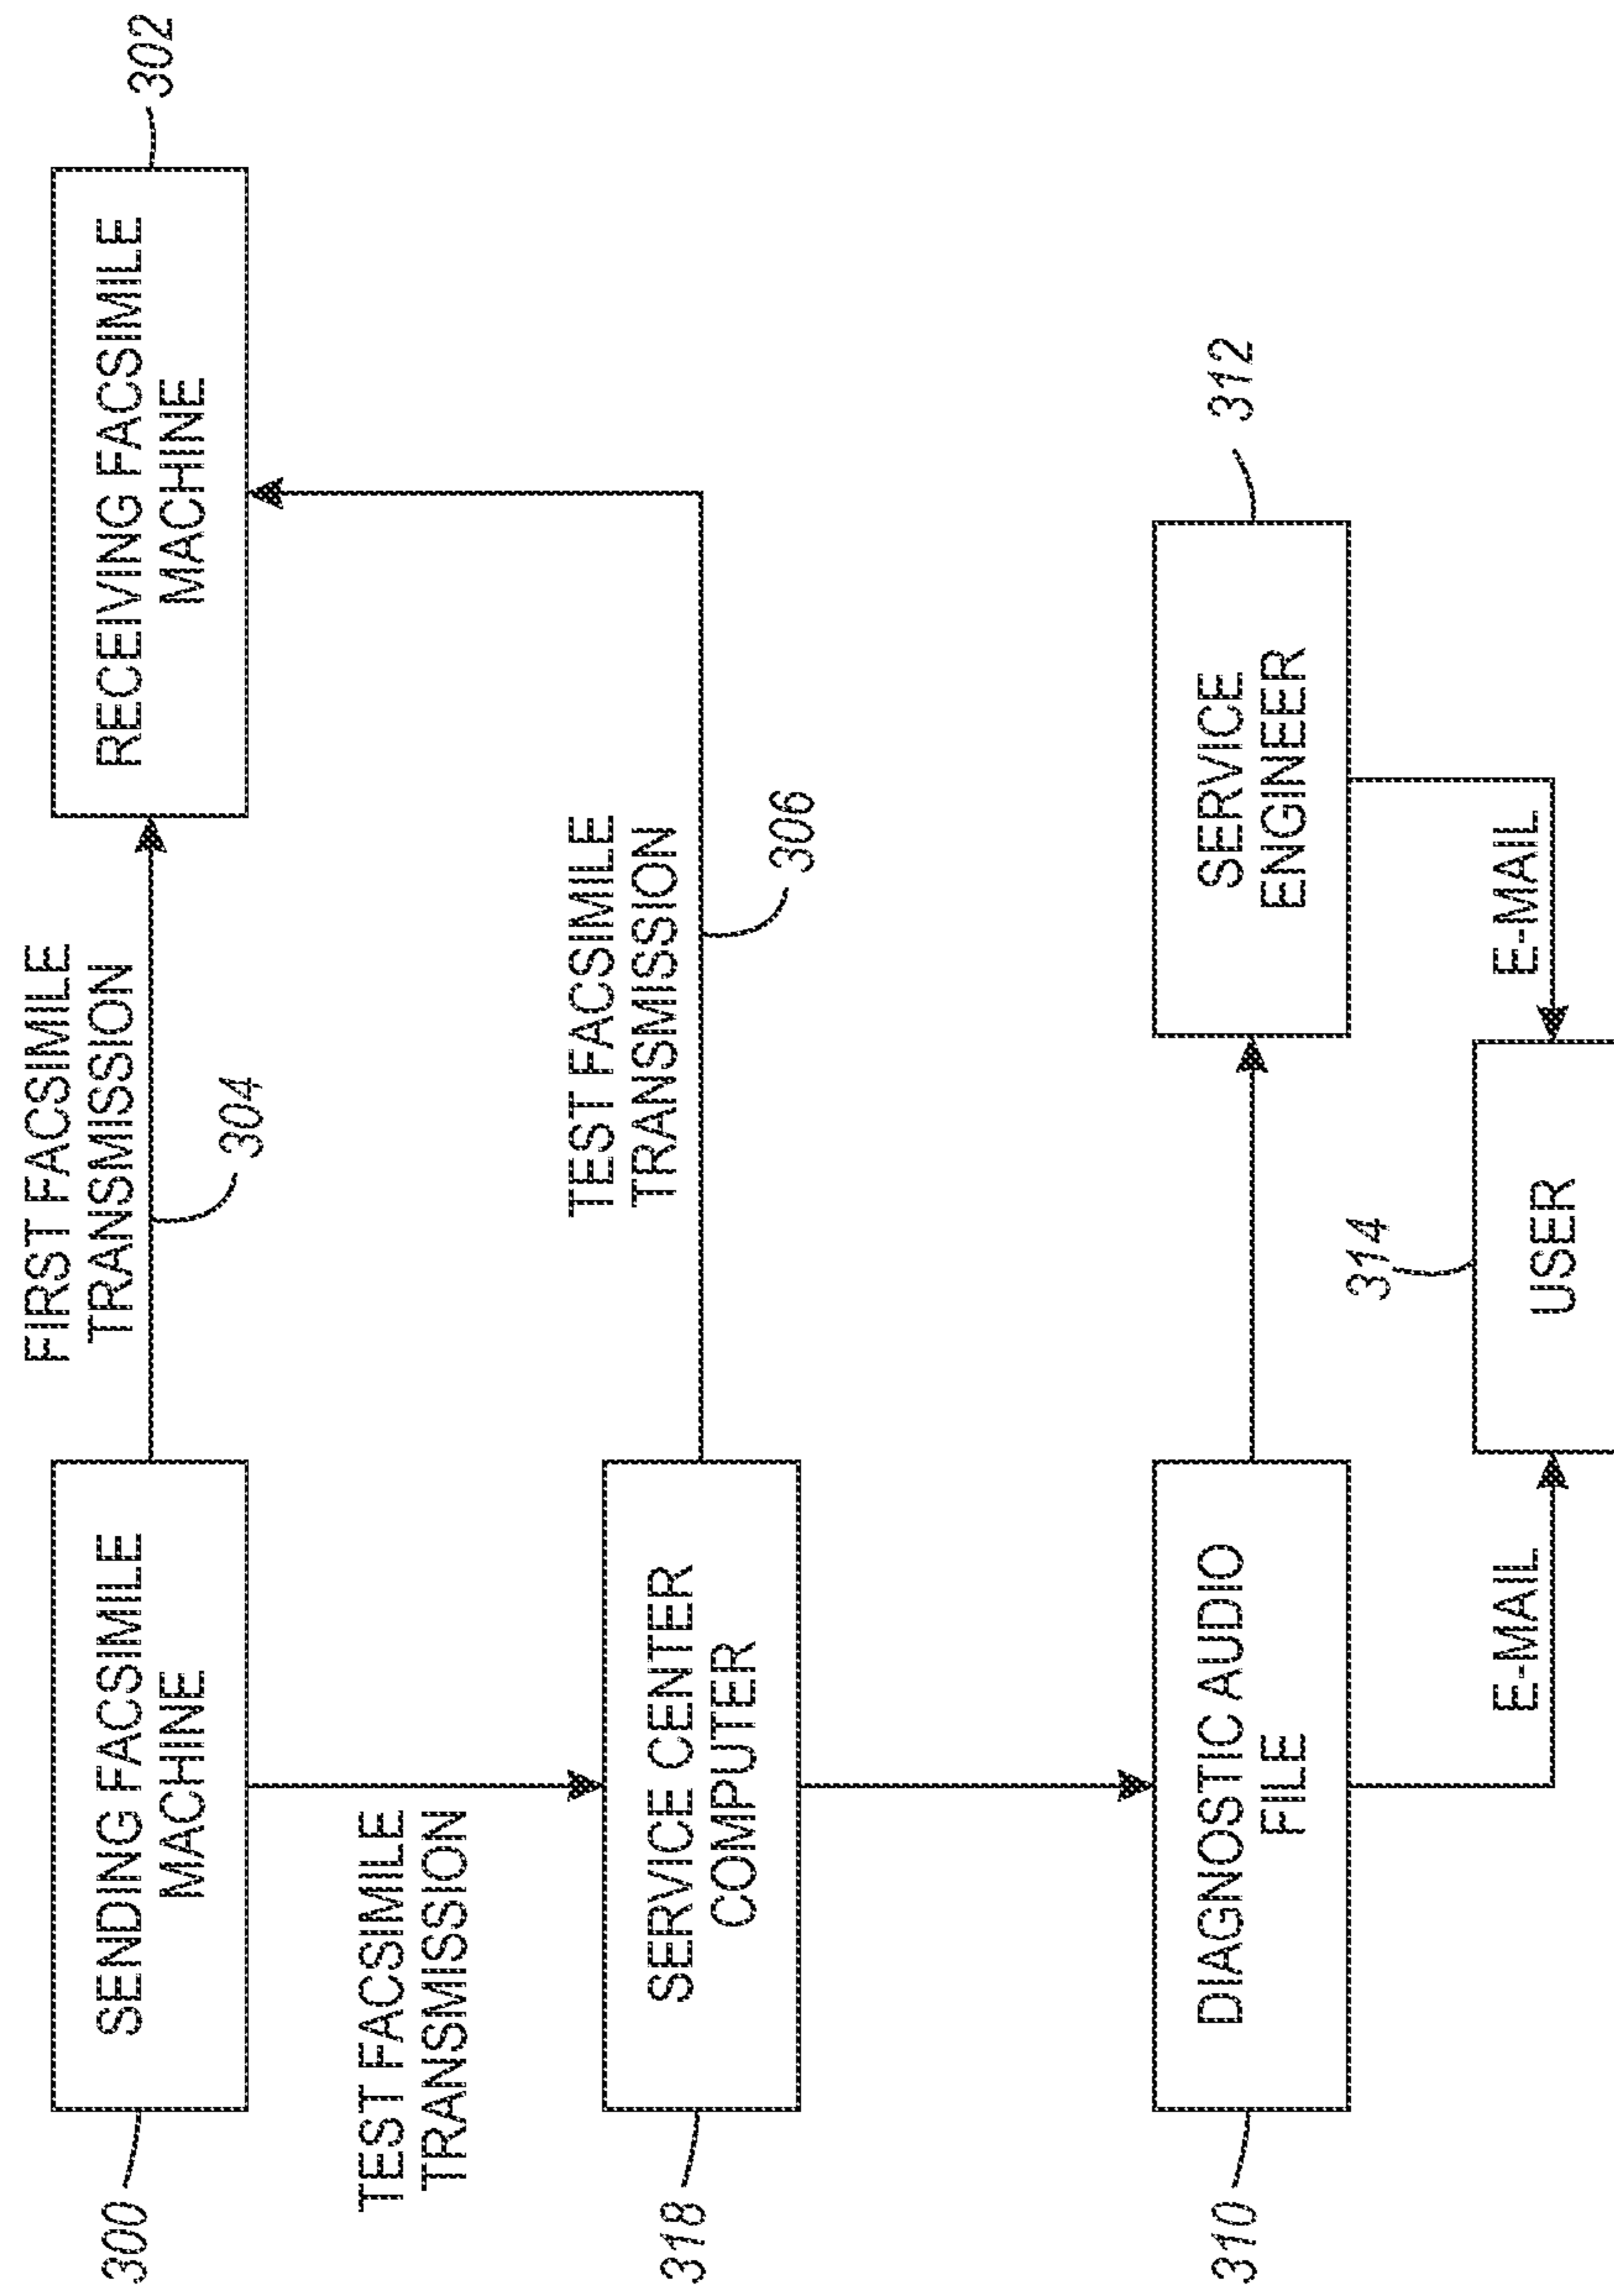 FIRST FACSIMILE
TRANSMISSION
300
SENDING FACSIMILE
MACHINE
304
RECEIVING FACSIMILE
MACHINE
302
TEST FACSIMILE
TRANSMISSION
TEST FACSIMILE
TRANSMISSION
318
SERVICE CENTER
COMPUTER
306
310
DIAGNOSTIC AUDIO
FILE
SERVICE
ENGINEER
312
314
E-MAIL
USER
E-MAIL